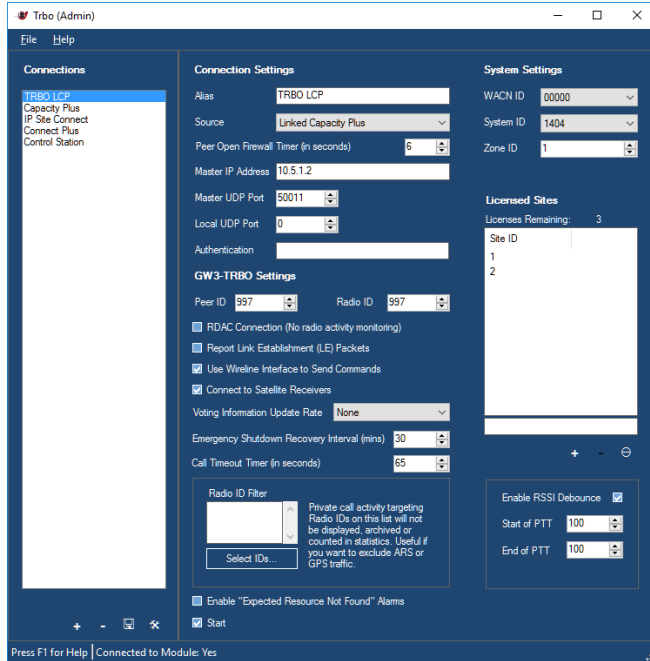 Trbo (Admin)
File Help
Connections
TRBO LCP
Capacity Plus
IP Site Connect
Connect Plus
Control Station
Connection Settings
Alias TRBO LCP
Source Linked Capacity Plus
Peer Open Firewall Timer (in seconds) 6
Master IP Address 10.5.1.2
Master UDP Port 50011
Local UDP Port 0
Authentication
GW3-TRBO Settings
Peer ID 997 Radio ID 997
RDAC Connection (No radio activity monitoring)
Report Link Establishment (LE) Packets
Use Wireline Interface to Send Commands
Connect to Satellite Receivers
Voting Information Update Rate None
Emergency Shutdown Recovery Interval (mins) 30
Call Timeout Timer (in seconds) 65
Radio ID Filter
Select IDs...
Private call activity targeting
Radio IDs on this list will not
be displayed, archived or
counted in statistics. Useful if
you want to exclude ARS or
GPS traffic.
Enable "Expected Resource Not Found" Alarms
Start
System Settings
WACN ID 00000
System ID 1404
Zone ID 1
Licensed Sites
Licenses Remaining: 3
Site ID
1
2
Enable RSSI Debounce
Start of PTT 100
End of PTT 100
Press F1 for Help Connected to Module: Yes